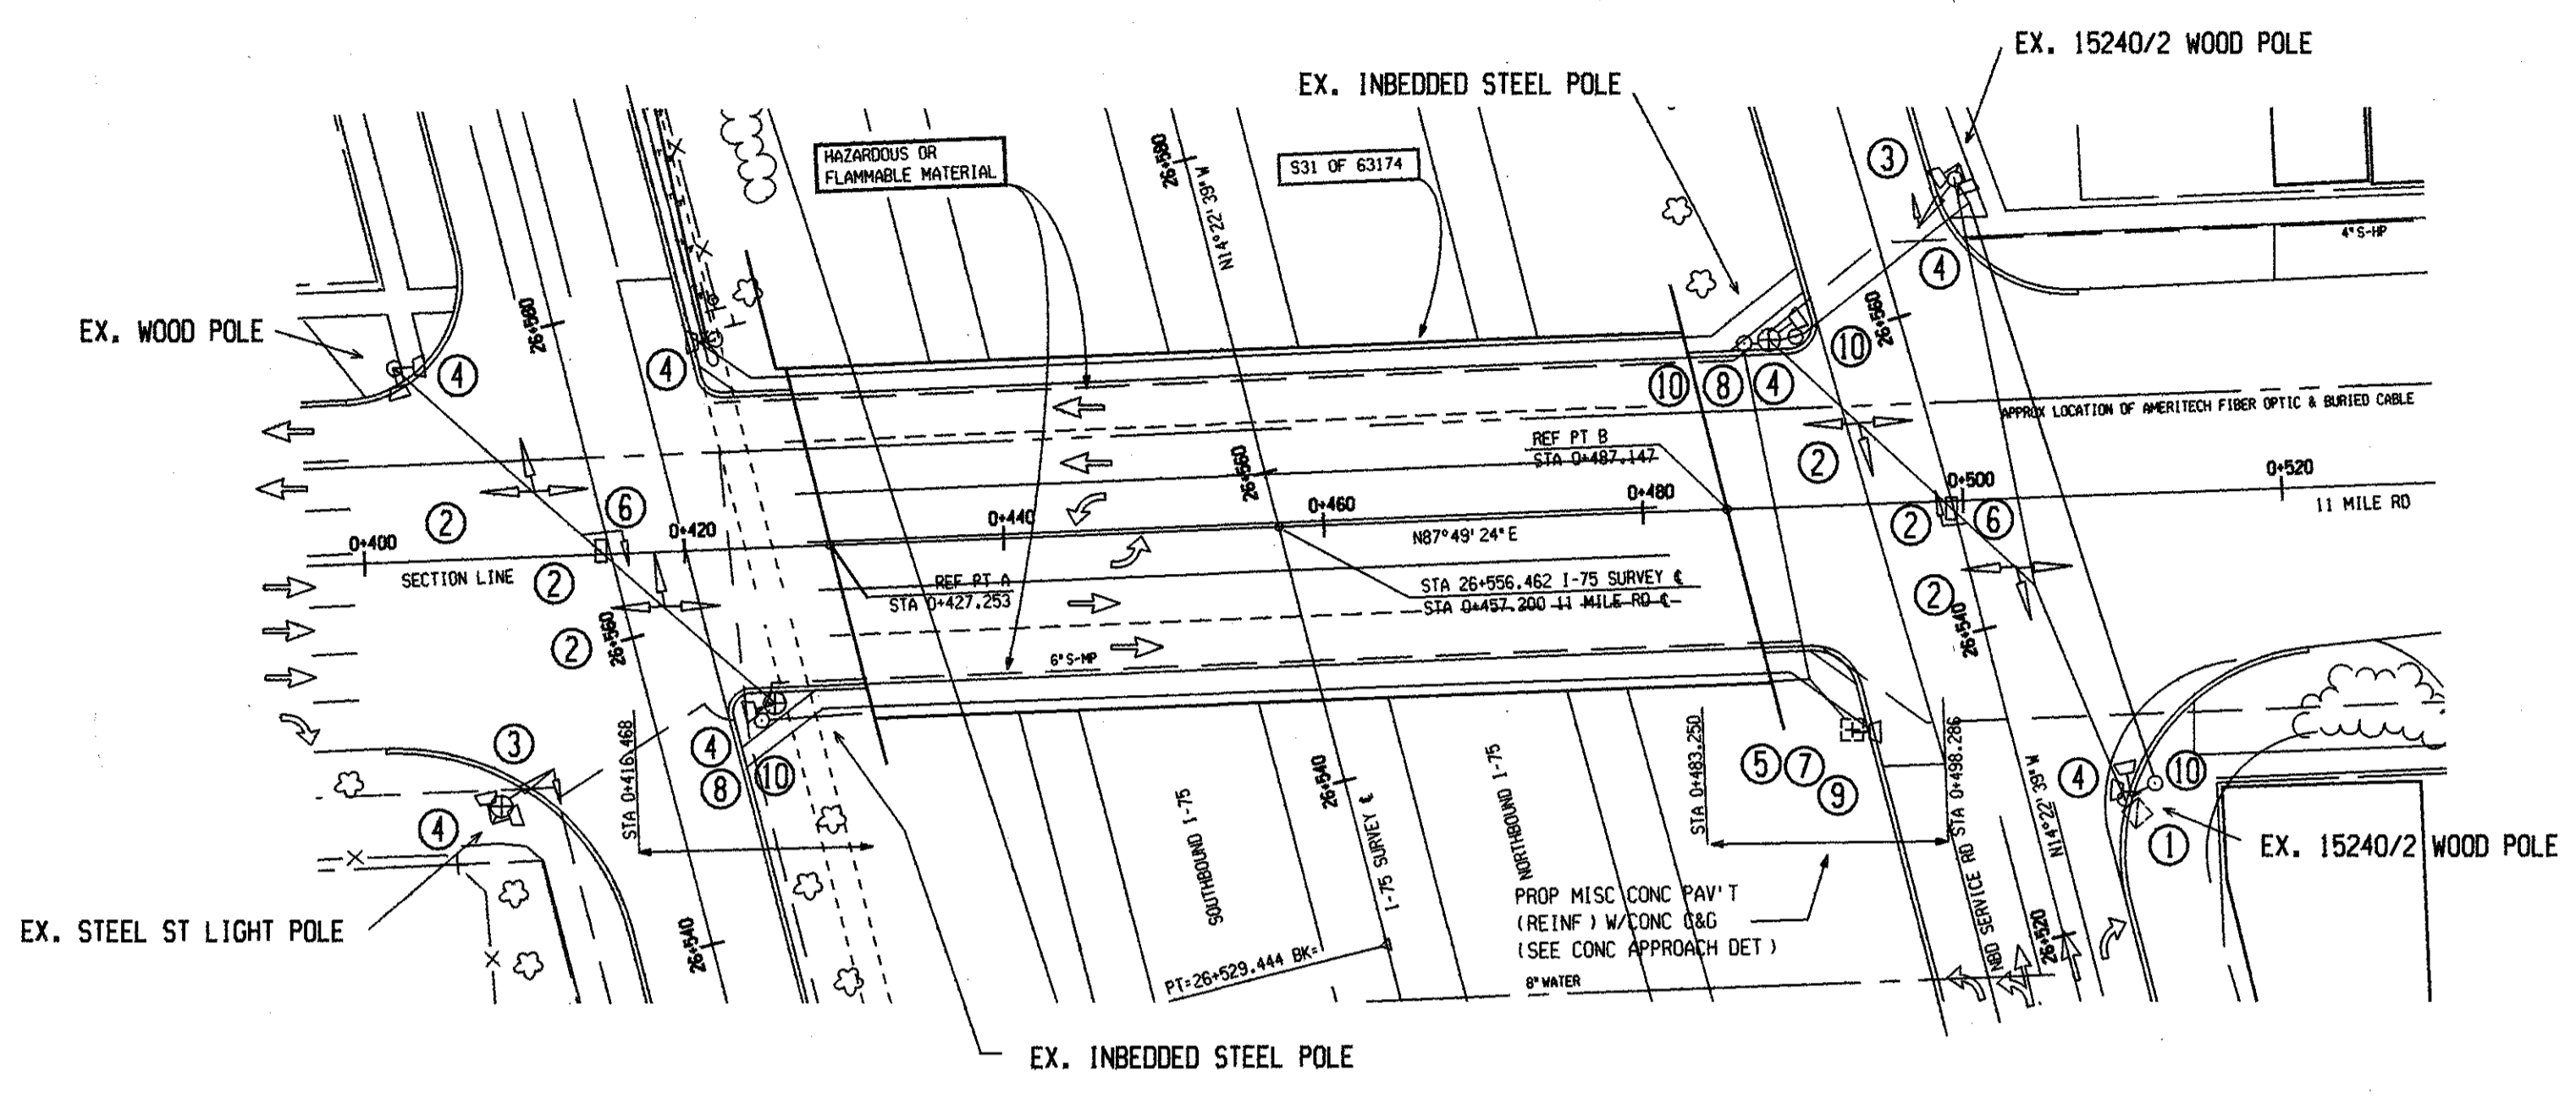 EX. 15240/2 WOOD POLE
EX. INBEDDED STEEL POLE
HAZARDOUS OR
FLAMMABLE MATERIAL
26+580
N14°22' 39" W
S31 OF 63174
3
4" S-HP
4
EX. WOOD POLE
26+580
4
4
26+560
10
10
8
4
APPROX LOCATION OF AMERITECH FIBER OPTIC & BURIED CABLE
REF PT B
STA 0+487.147
2
26+560
0+520
0+500
0+480
0+460
0+440
0+420
0+400
2
6
11 MILE RD
N87°49' 24" E
2
6
SECTION LINE
2
REF PT A
STA 0+427.253
STA 26+556.462 I-75 SURVEY ℄
STA 0+457.200 11 MILE RD ℄
2
26+540
26+560
2
6" S-MP
3
4
8
10
STA 0+416.468
4
EX. STEEL ST LIGHT POLE
26+540
SOUTHBOUND I-75
26+540
I-75 SURVEY ℄
NORTHBOUND I-75
STA 0+483.250
5
7
9
STA 0+498.286
NBD SERVICE RD
N14°22' 39" W
26+520
4
10
1
EX. 15240/2 WOOD POLE
PROP MISC CONC PAV'T
(REINF) W/CONC C&G
(SEE CONC APPROACH DET)
PT=26+529.444 BK=
8" WATER
EX. INBEDDED STEEL POLE